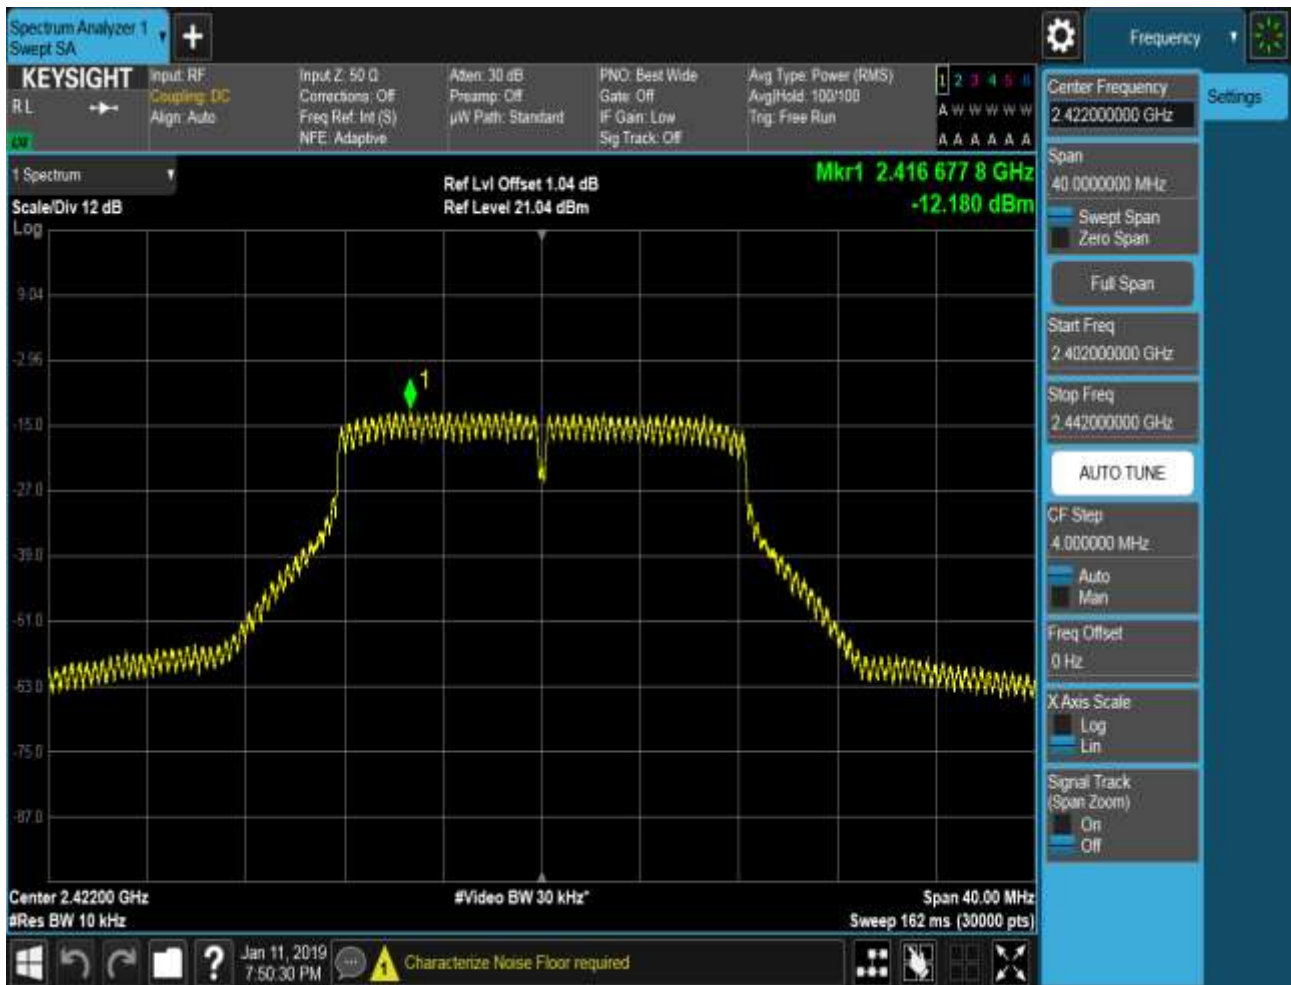 Spectrum Analyzer 1
Swept SA
+
Frequency
KEYSIGHT
R L
Input: RF
Coupling: DC
Align: Auto
Input Z: 50 Ω
Corrections: Off
Freq Ref: Int (S)
NFE: Adaptive
Atten: 30 dB
Preamp: Off
µW Path: Standard
PNO: Best Wide
Gate: Off
IF Gain: Low
Sig Track: Off
Avg Type: Power (RMS)
Avg|Hold: 100/100
Trig: Free Run
1 2 3 4 5 6
A W W W W W
A A A A A A
1 Spectrum
Scale/Div 12 dB
Log
Ref Lvl Offset 1.04 dB
Ref Level 21.04 dBm
Mkr1 2.416 677 8 GHz
-12.180 dBm
1
9.04
-2.96
-15.0
-27.0
-39.0
-51.0
-63.0
-75.0
-87.0
Center 2.42200 GHz
#Res BW 10 kHz
#Video BW 30 kHz*
Span 40.00 MHz
Sweep 162 ms (30000 pts)
Center Frequency
2.422000000 GHz
Settings
Span
40.0000000 MHz
Swept Span
Zero Span
Full Span
Start Freq
2.402000000 GHz
Stop Freq
2.442000000 GHz
AUTO TUNE
CF Step
4.000000 MHz
Auto
Man
Freq Offset
0 Hz
X Axis Scale
Log
Lin
Signal Track
(Span Zoom)
On
Off
?
Jan 11, 2019
7:50:30 PM
1
Characterize Noise Floor required